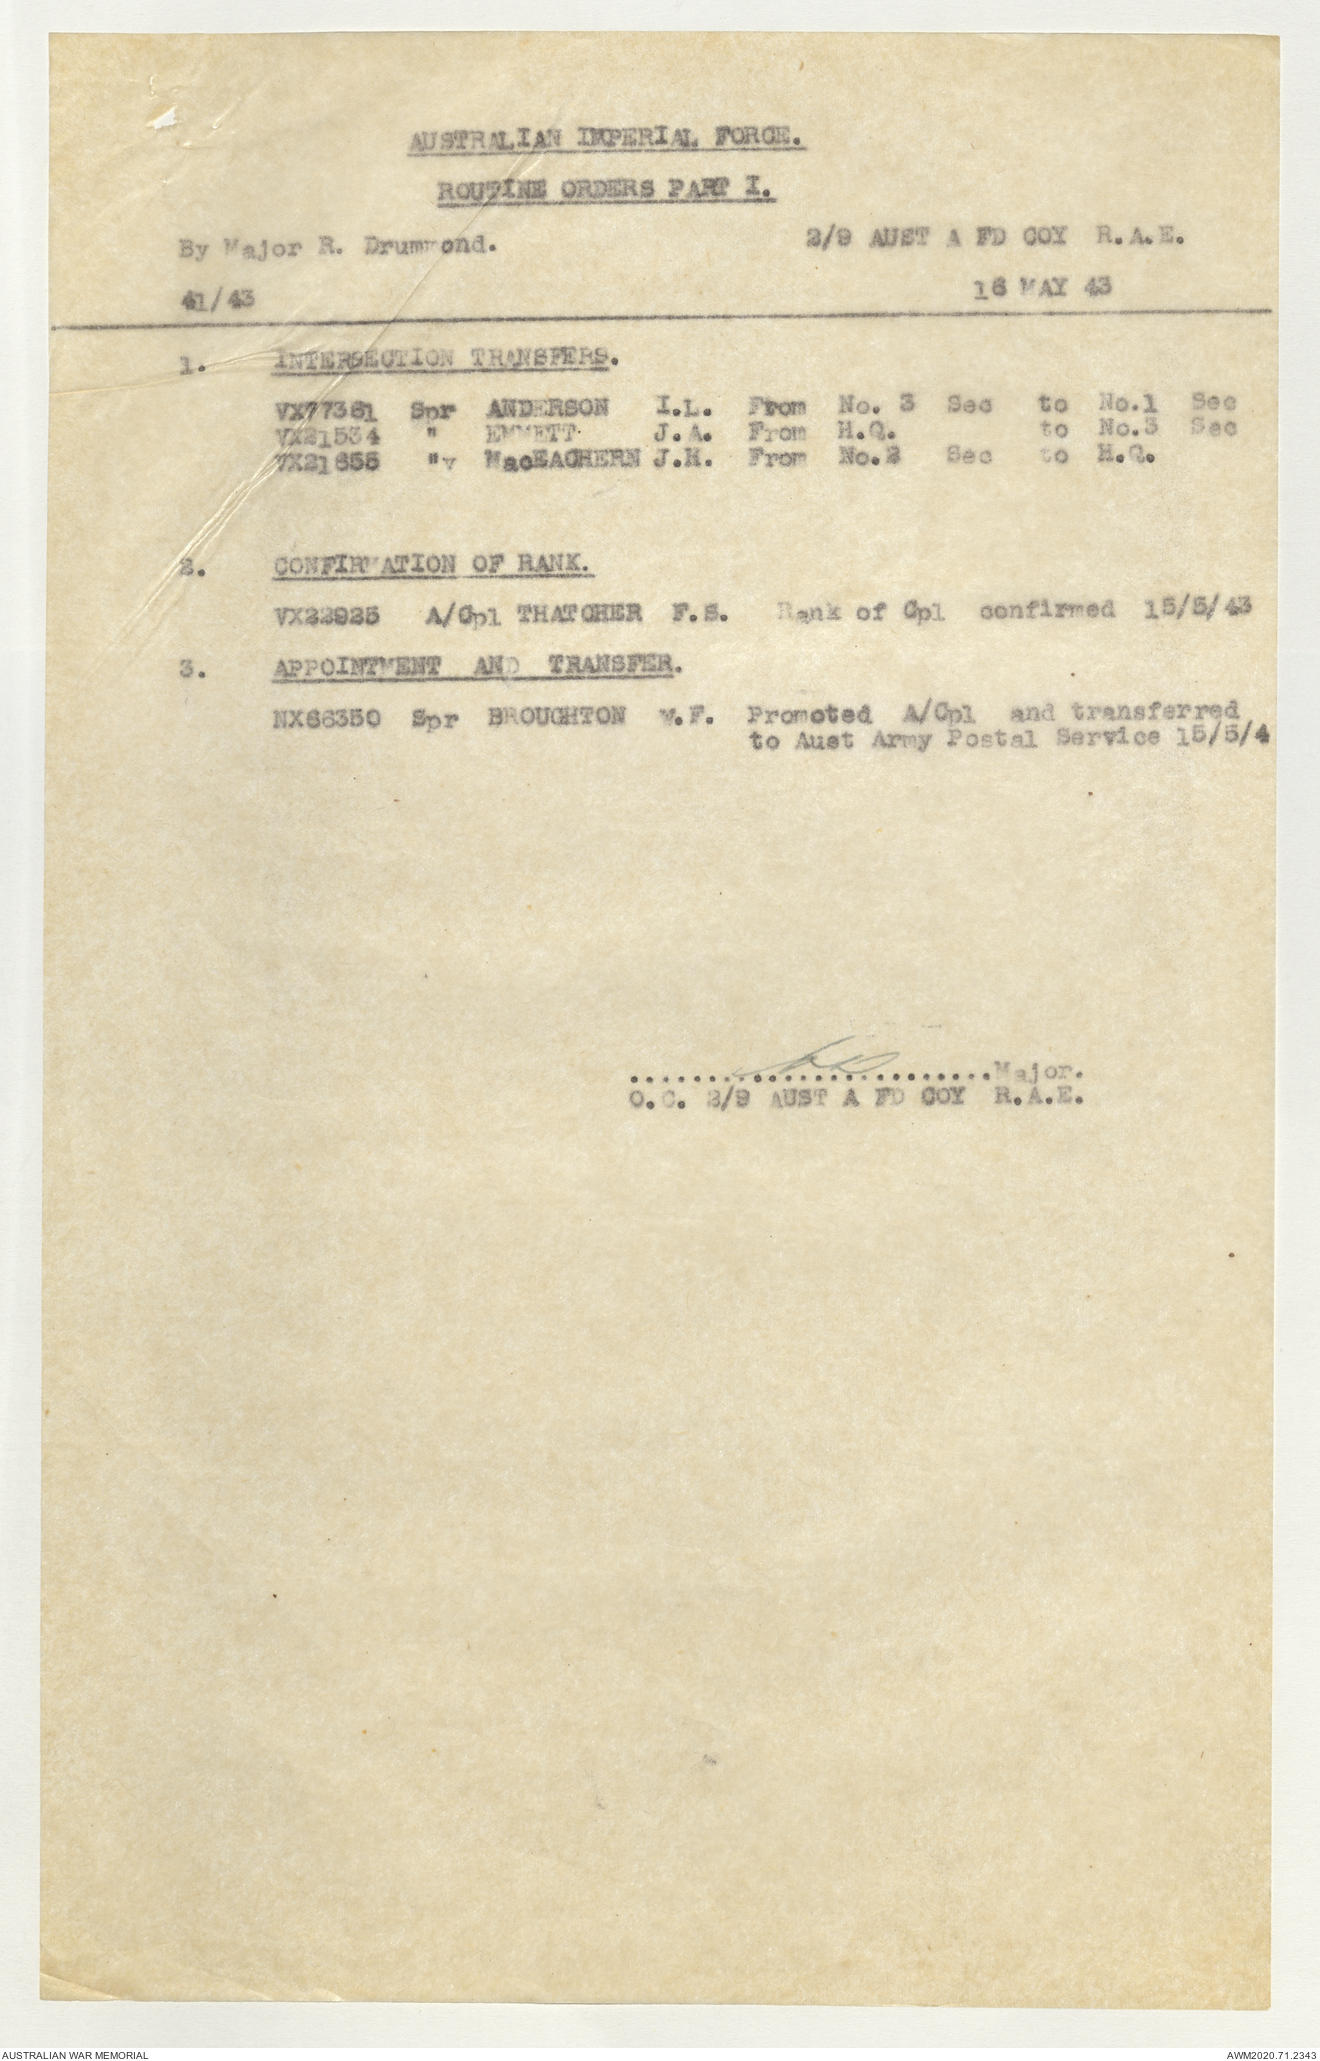 AUSTRALIAN IMPERIAL FORCE.
ROUTINE ORDERS PART I.
By Major R. Drummond. 2/9 AUST A FD COY R.A.E.
41/43 16 MAY 43
1. INTERSECTION TRANSFERS.
VX77361 Spr ANDERSON I.L. From No. 3 Sec to No.1 Sec
VX21534 " EMMETT J.A. From H.Q. to No.3 Sec
VX21655 "v MacEACHERN J.H. From No.2 Sec to H.Q.
2. CONFIRMATION OF RANK.
VX22925 A/Cpl THATCHER F.S. Rank of Cpl confirmed 15/5/43
3. APPOINTMENT AND TRANSFER.
NX66350 Spr BROUGHTON W.F. Promoted A/Cpl and transferred
to Aust Army Postal Service 15/5/4
........................Major.
O.C. 2/9 AUST A FD COY R.A.E.
AUSTRALIAN WAR MEMORIAL AWM2020.71.2343